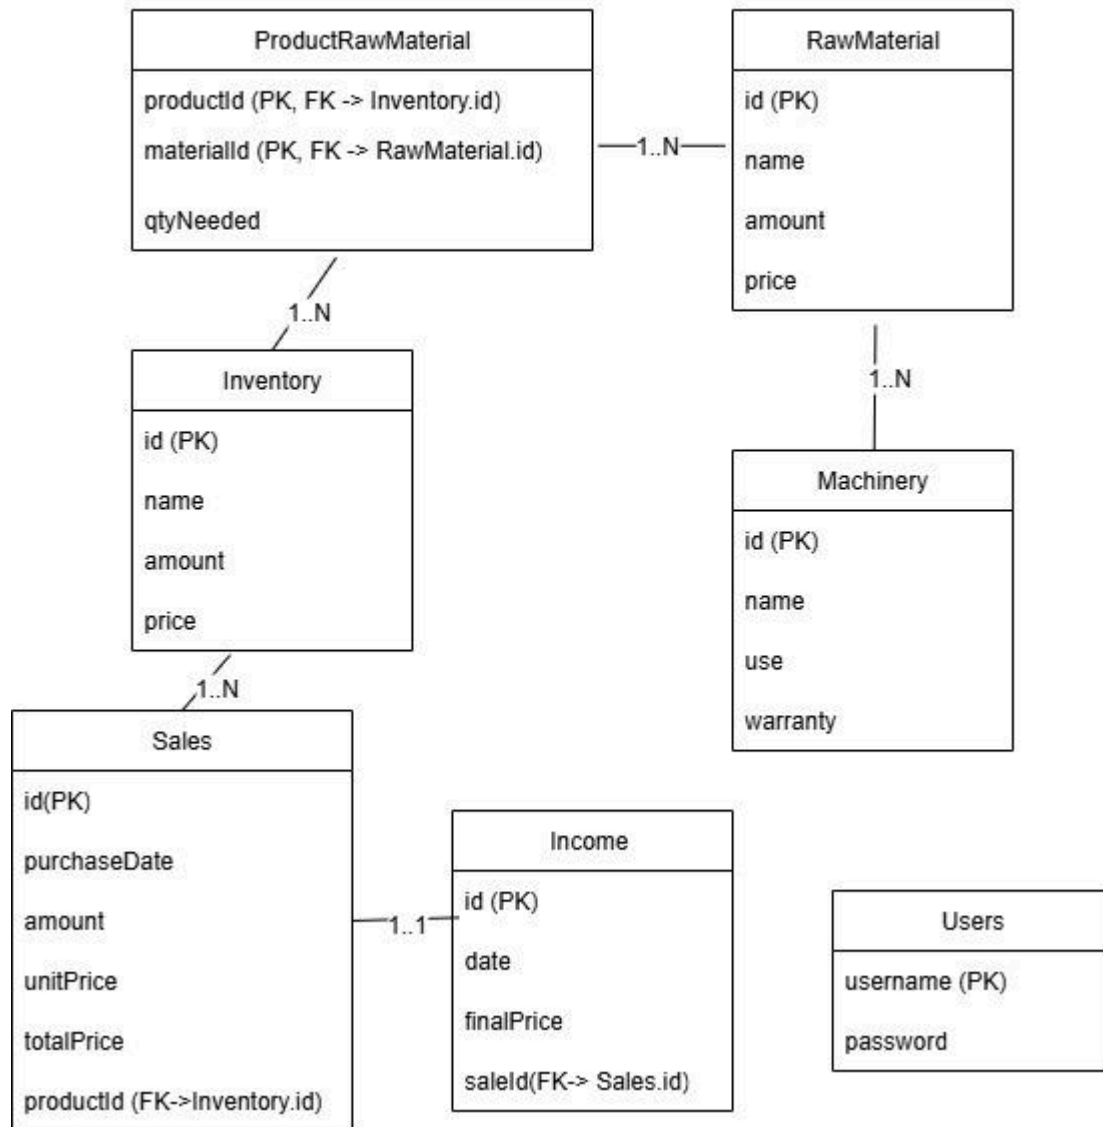 ProductRawMaterial
productId (PK, FK -> Inventory.id)
materialId (PK, FK -> RawMaterial.id)
qtyNeeded
1..N
RawMaterial
id (PK)
name
amount
price
1..N
1..N
Inventory
id (PK)
name
amount
price
Machinery
id (PK)
name
use
warranty
1..N
Sales
id(PK)
purchaseDate
amount
unitPrice
totalPrice
productId (FK->Inventory.id)
1..1
Income
id (PK)
date
finalPrice
saleId(FK-> Sales.id)
Users
username (PK)
password